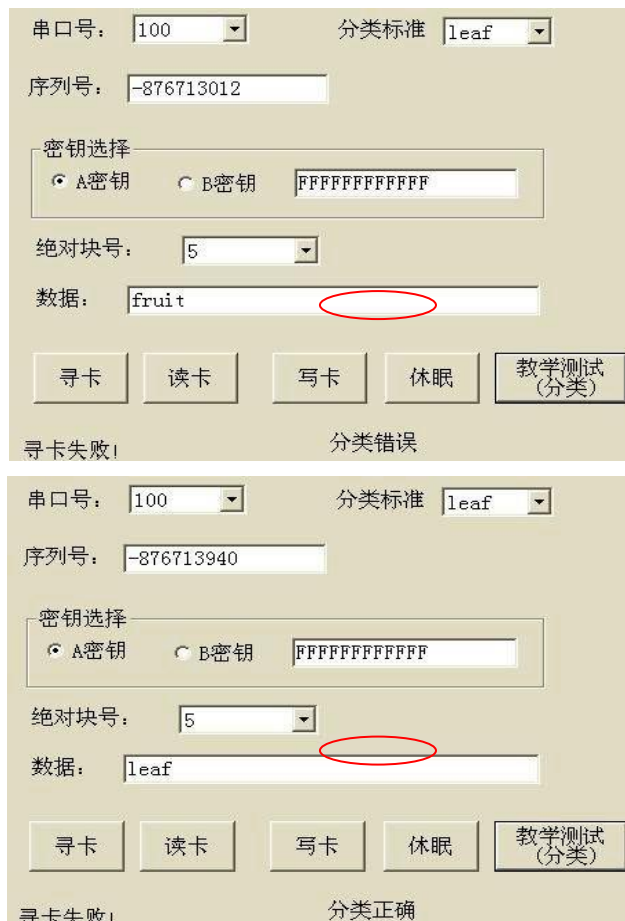 串口号： 100 分类标准 leaf
序列号： -876713012
密钥选择
A密钥 B密钥 FFFFFFFFFFFF
绝对块号： 5
数据： fruit
寻卡 读卡 写卡 休眠 教学测试
(分类)
寻卡失败! 分类错误
串口号： 100 分类标准 leaf
序列号： -876713940
密钥选择
A密钥 B密钥 FFFFFFFFFFFF
绝对块号： 5
数据： leaf
寻卡 读卡 写卡 休眠 教学测试
(分类)
寻卡失败! 分类正确